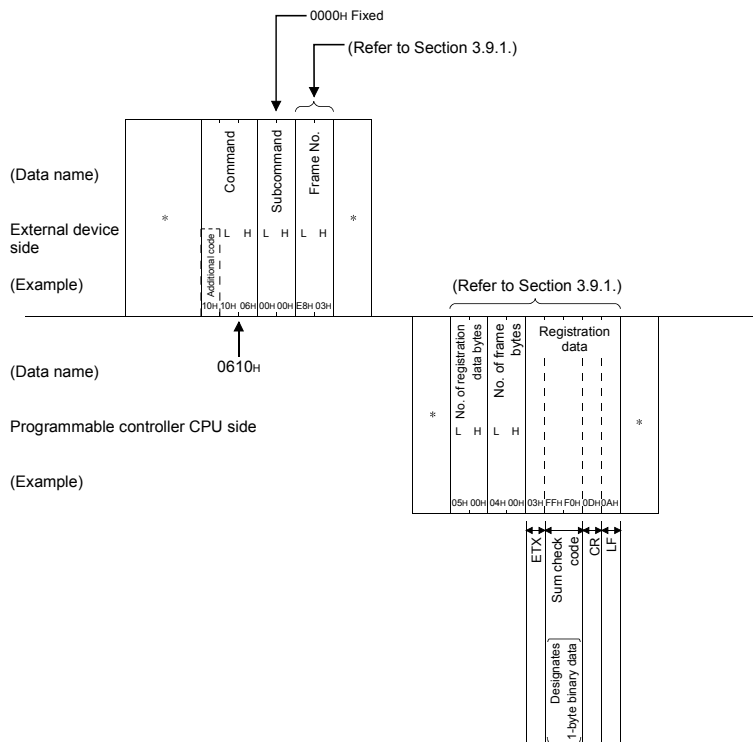 0000H Fixed
(Refer to Section 3.9.1.)
(Data name)
Command
Subcommand
Frame No.
External device
side
*
Additional code
L H L H L H
*
(Example)
10H 10H 06H 00H 00H E8H 03H
(Refer to Section 3.9.1.)
0610H
(Data name)
No. of registration
data bytes
No. of frame
bytes
Registration
data
Programmable controller CPU side
*
L H L H
*
(Example)
05H 00H 04H 00H 03H FFH F0H 0DH 0AH
ETX
Sum check
code
CR
LF
Designates
1-byte binary data